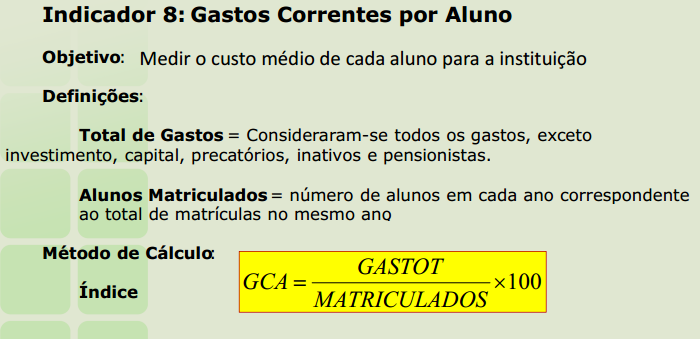 Indicador 8: Gastos Correntes por Aluno
Objetivo: Medir o custo médio de cada aluno para a instituição
Definições:
Total de Gastos = Consideraram-se todos os gastos, exceto
investimento, capital, precatórios, inativos e pensionistas.
Alunos Matriculados = número de alunos em cada ano correspondente
ao total de matrículas no mesmo ano
Método de Cálculo:
Índice
GCA = GASTOT / MATRICULADOS × 100